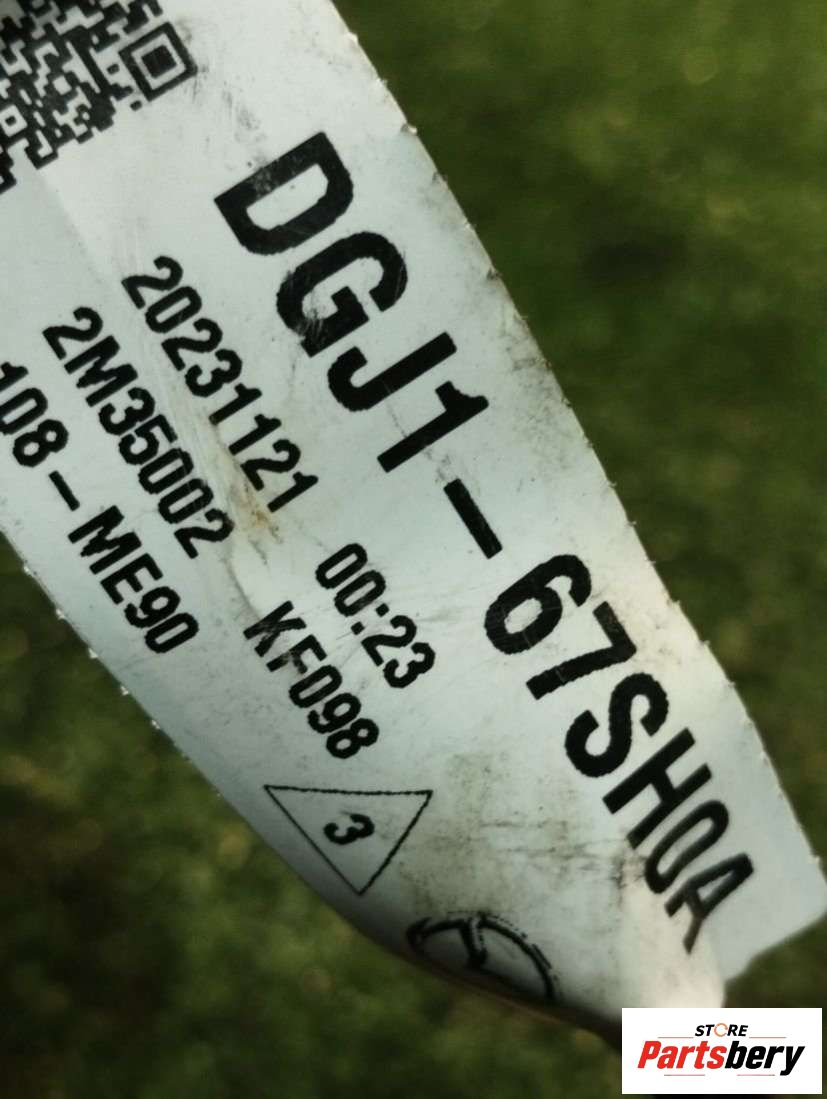 DGJ1-67SH0A
20231121 00:23
2M35002 KF098
108-ME90
3
STORE
Partsbery